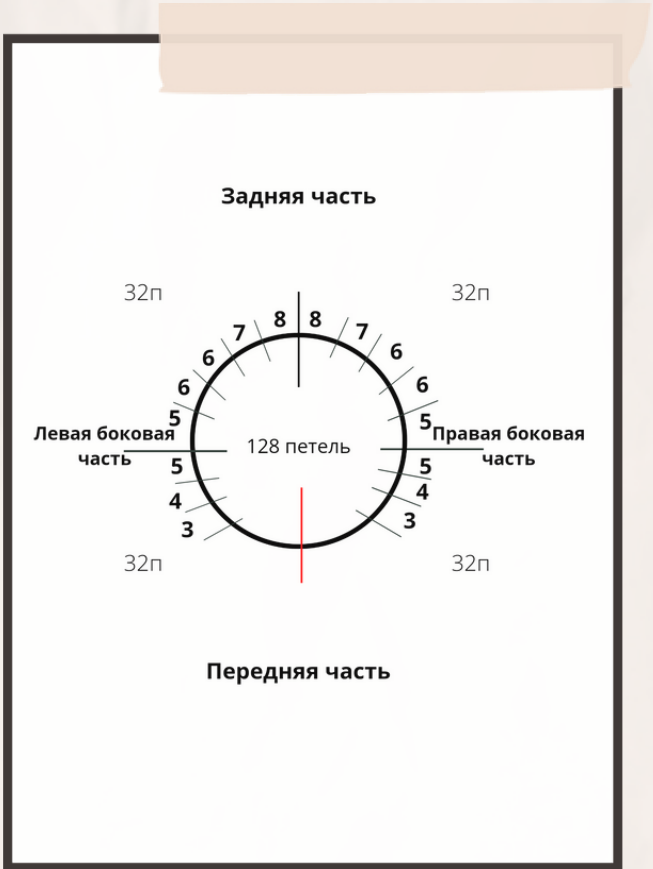 Задняя часть
32п
32п
8 8
7 7
6 6
6 6
5 5
Левая боковая
часть
128 петель
Правая боковая
часть
5 5
4 4
3 3
32п
32п
Передняя часть